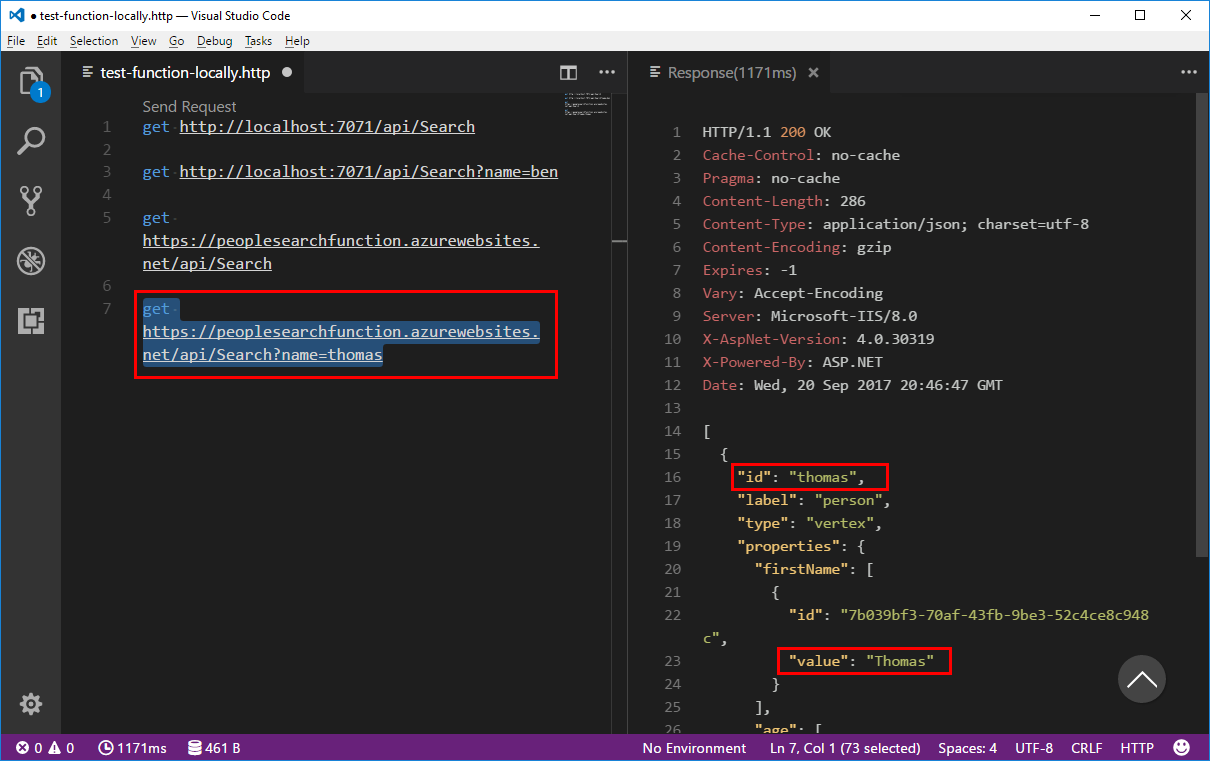 ● test-function-locally.http — Visual Studio Code
File Edit Selection View Go Debug Tasks Help
test-function-locally.http ●
1
Send Request
1 get http://localhost:7071/api/Search
2
3 get http://localhost:7071/api/Search?name=ben
4
5 get
https://peoplesearchfunction.azurewebsites.
net/api/Search
6
7 get
https://peoplesearchfunction.azurewebsites.
net/api/Search?name=thomas
Response(1171ms)
1 HTTP/1.1 200 OK
2 Cache-Control: no-cache
3 Pragma: no-cache
4 Content-Length: 286
5 Content-Type: application/json; charset=utf-8
6 Content-Encoding: gzip
7 Expires: -1
8 Vary: Accept-Encoding
9 Server: Microsoft-IIS/8.0
10 X-AspNet-Version: 4.0.30319
11 X-Powered-By: ASP.NET
12 Date: Wed, 20 Sep 2017 20:46:47 GMT
13
14 [
15 {
16 "id": "thomas",
17 "label": "person",
18 "type": "vertex",
19 "properties": {
20 "firstName": [
21 {
22 "id": "7b039bf3-70af-43fb-9be3-52c4ce8c948
c",
23 "value": "Thomas"
24 }
25 ],
26 "age": [
0 0 1171ms 461 B
No Environment Ln 7, Col 1 (73 selected) Spaces: 4 UTF-8 CRLF HTTP